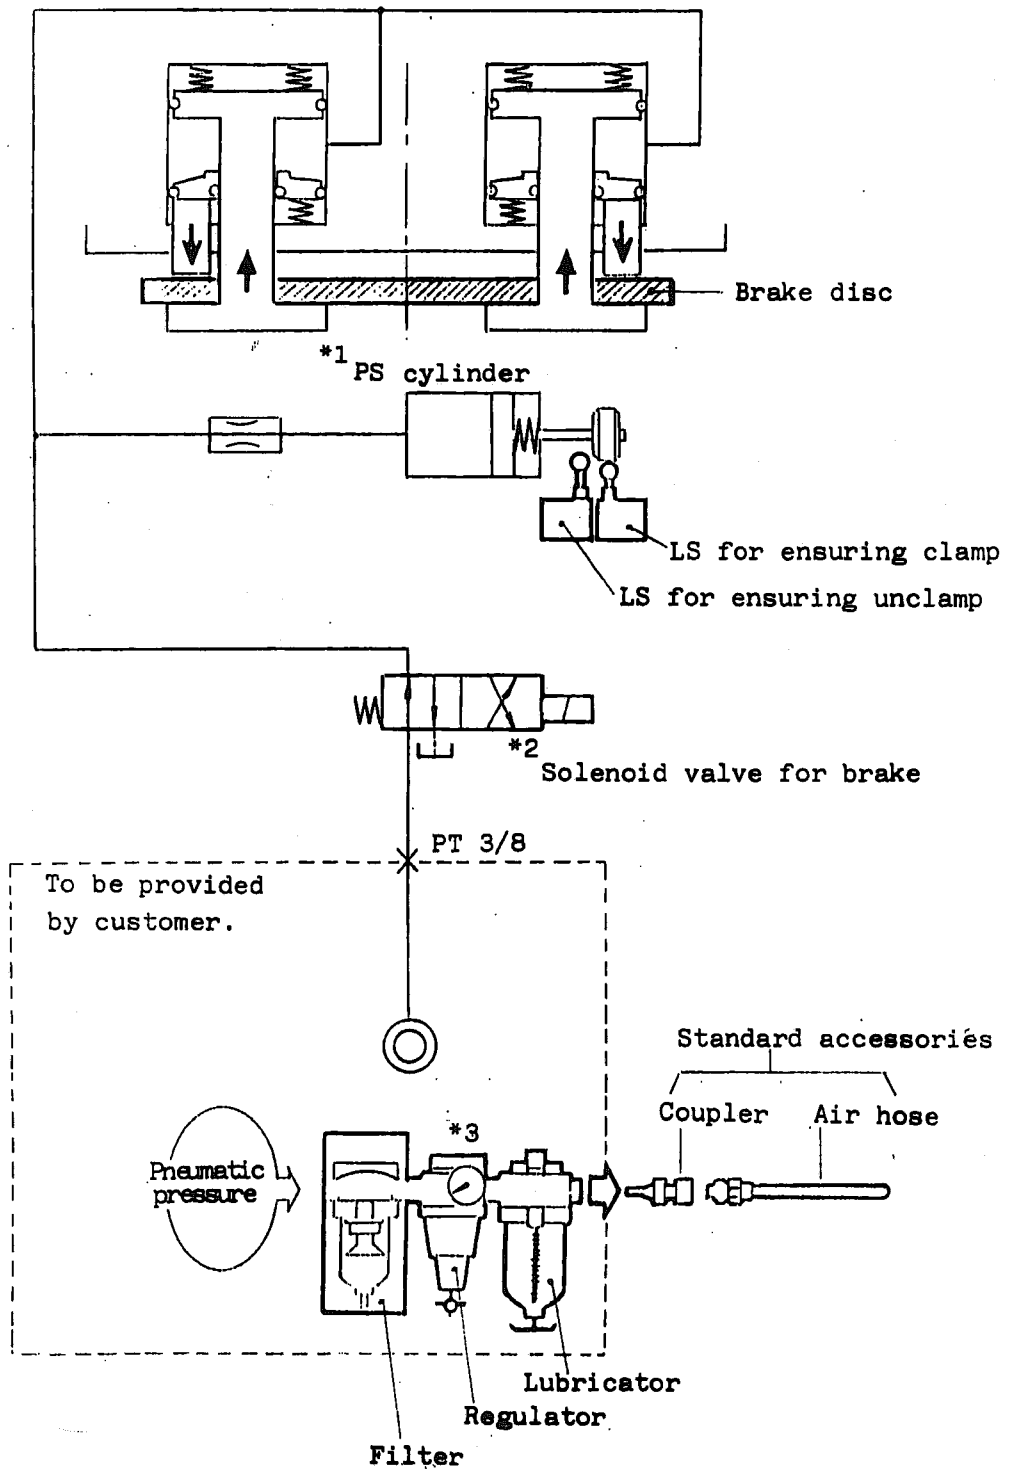 Brake disc
*1
PS cylinder
LS for ensuring clamp
LS for ensuring unclamp
*2
Solenoid valve for brake
PT 3/8
To be provided
by customer.
Standard accessories
Coupler
Air hose
*3
Pneumatic
pressure
Lubricator
Regulator
Filter